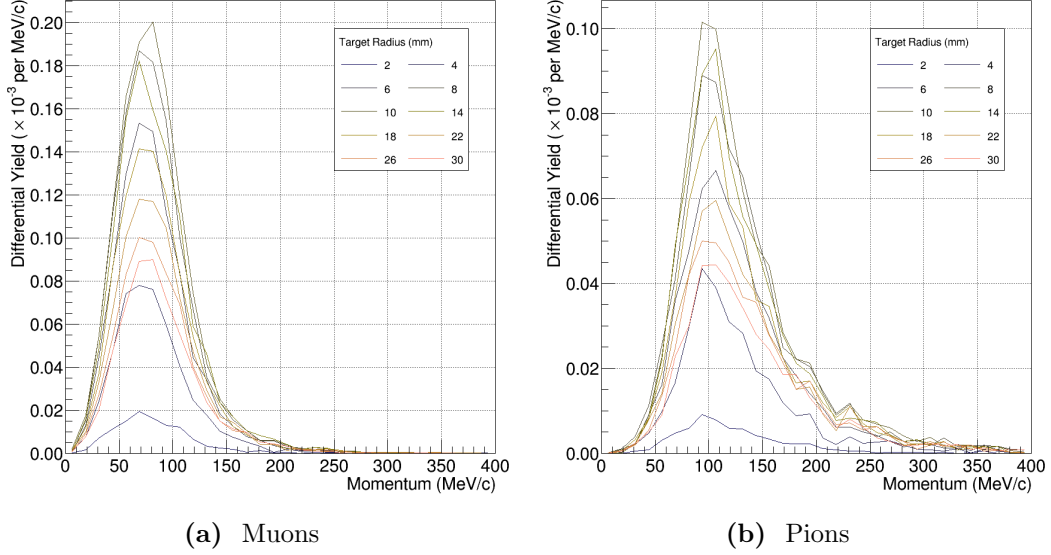 Differential Yield ( × 10⁻³ per MeV/c)
0.20
0.18
0.16
0.14
0.12
0.10
0.08
0.06
0.04
0.02
0.00
Target Radius (mm)
2 4
6 8
10 14
18 22
26 30
0 50 100 150 200 250 300 350 400
Momentum (MeV/c)
(a) Muons
Differential Yield ( × 10⁻³ per MeV/c)
0.10
0.08
0.06
0.04
0.02
0.00
Target Radius (mm)
2 4
6 8
10 14
18 22
26 30
0 50 100 150 200 250 300 350 400
Momentum (MeV/c)
(b) Pions